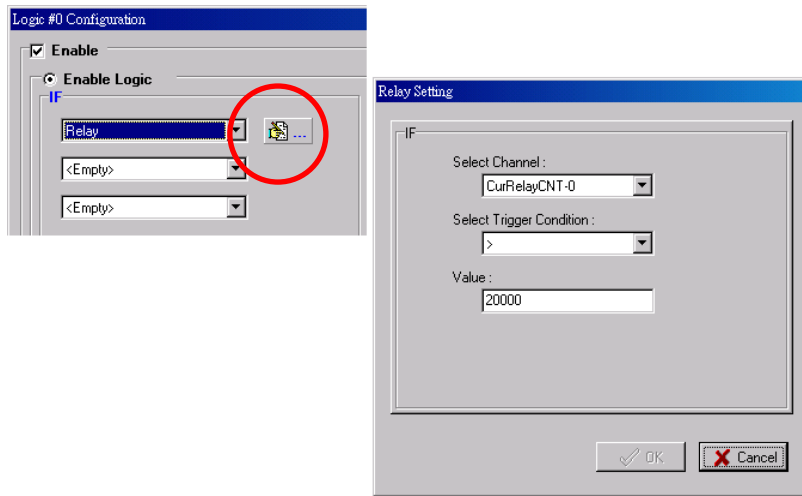 Logic #0 Configuration
Enable
Enable Logic
IF
Relay
...
<Empty>
<Empty>
Relay Setting
IF
Select Channel :
CurRelayCNT-0
Select Trigger Condition :
>
Value :
20000
OK
Cancel